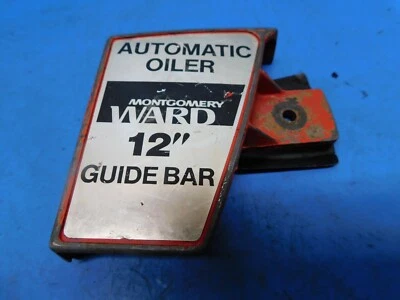 AUTOMATIC
OILER
MONTGOMERY
WARD
12"
GUIDE BAR